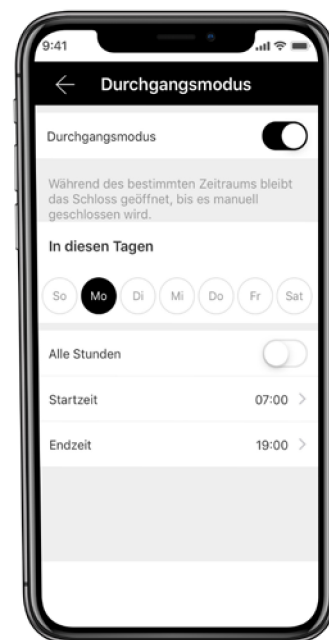 9:41
Durchgangsmodus
Durchgangsmodus
Während des bestimmten Zeitraums bleibt
das Schloss geöffnet, bis es manuell
geschlossen wird.
In diesen Tagen
So Mo Di Mi Do Fr Sat
Alle Stunden
Startzeit 07:00
Endzeit 19:00